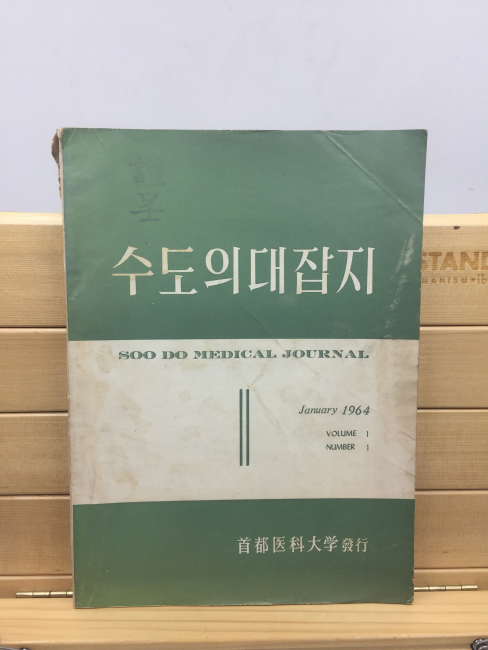 수도의대잡지
SOO DO MEDICAL JOURNAL
January 1964
VOLUME 1
NUMBER 1
首都医科大学 發行
STAND